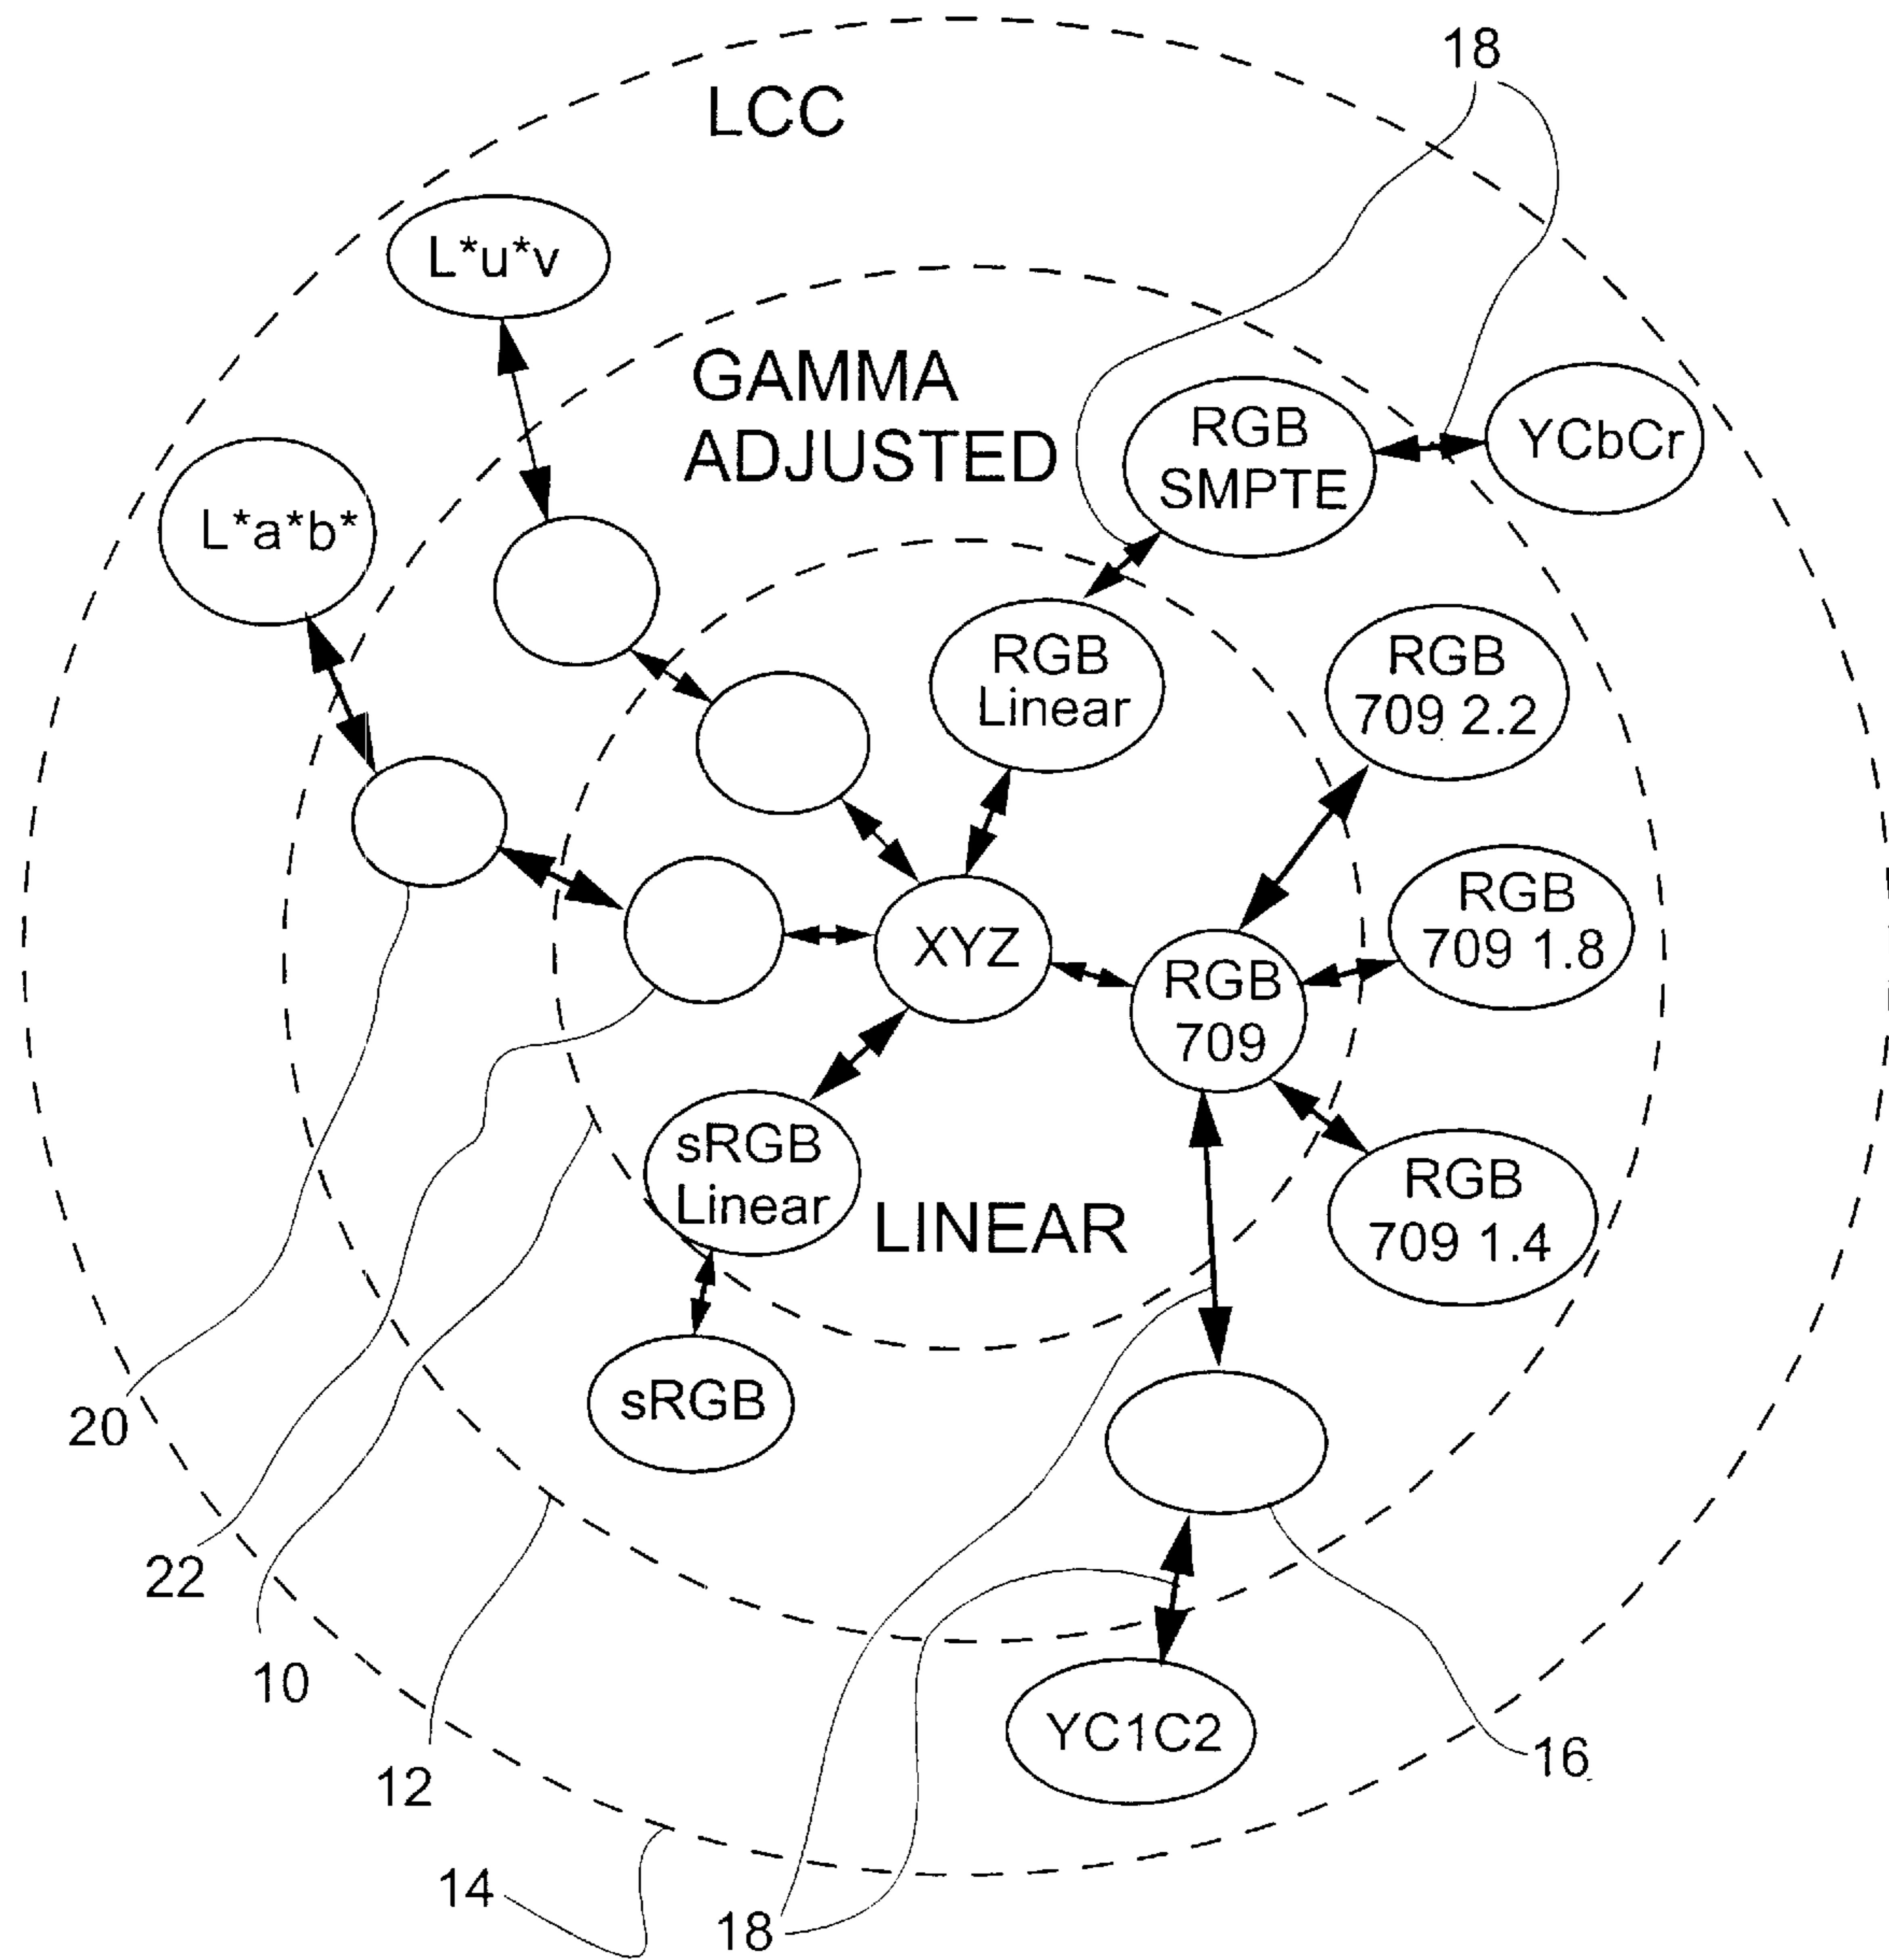 18
LCC
L*u*v
GAMMA
ADJUSTED
RGB
SMPTE
YCbCr
L*a*b*
RGB
Linear
RGB
709 2.2
RGB
709 1.8
XYZ
RGB
709
sRGB
Linear
LINEAR
RGB
709 1.4
sRGB
20
22
10
12
YC1C2
16
14
18